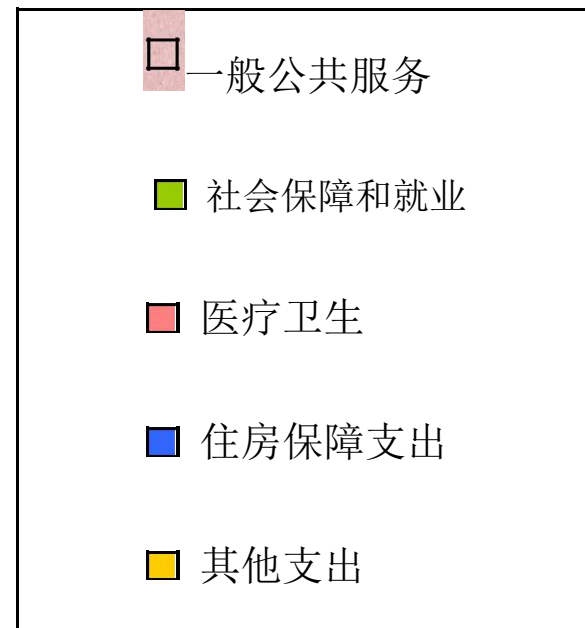 一般公共服务
社会保障和就业
医疗卫生
住房保障支出
其他支出